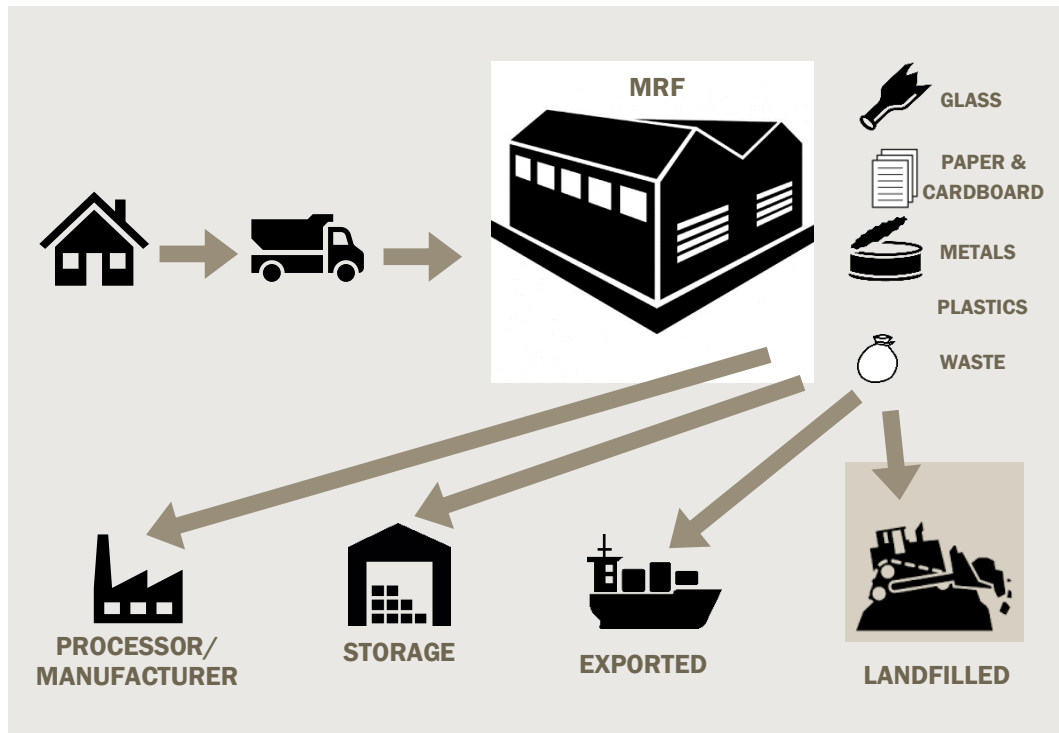 MRF
GLASS
PAPER &
CARDBOARD
METALS
PLASTICS
WASTE
PROCESSOR/
MANUFACTURER
STORAGE
EXPORTED
LANDFILLED